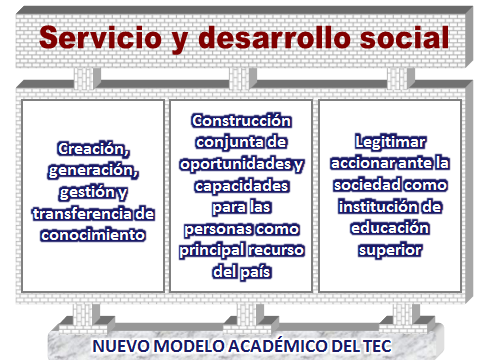 Servicio y desarrollo social
Creación,
generación,
gestión y
transferencia de
conocimiento
Construcción
conjunta de
oportunidades y
capacidades
para las
personas como
principal recurso
del país
Legitimar
accionar ante la
sociedad como
institución de
educación
superior
NUEVO MODELO ACADÉMICO DEL TEC